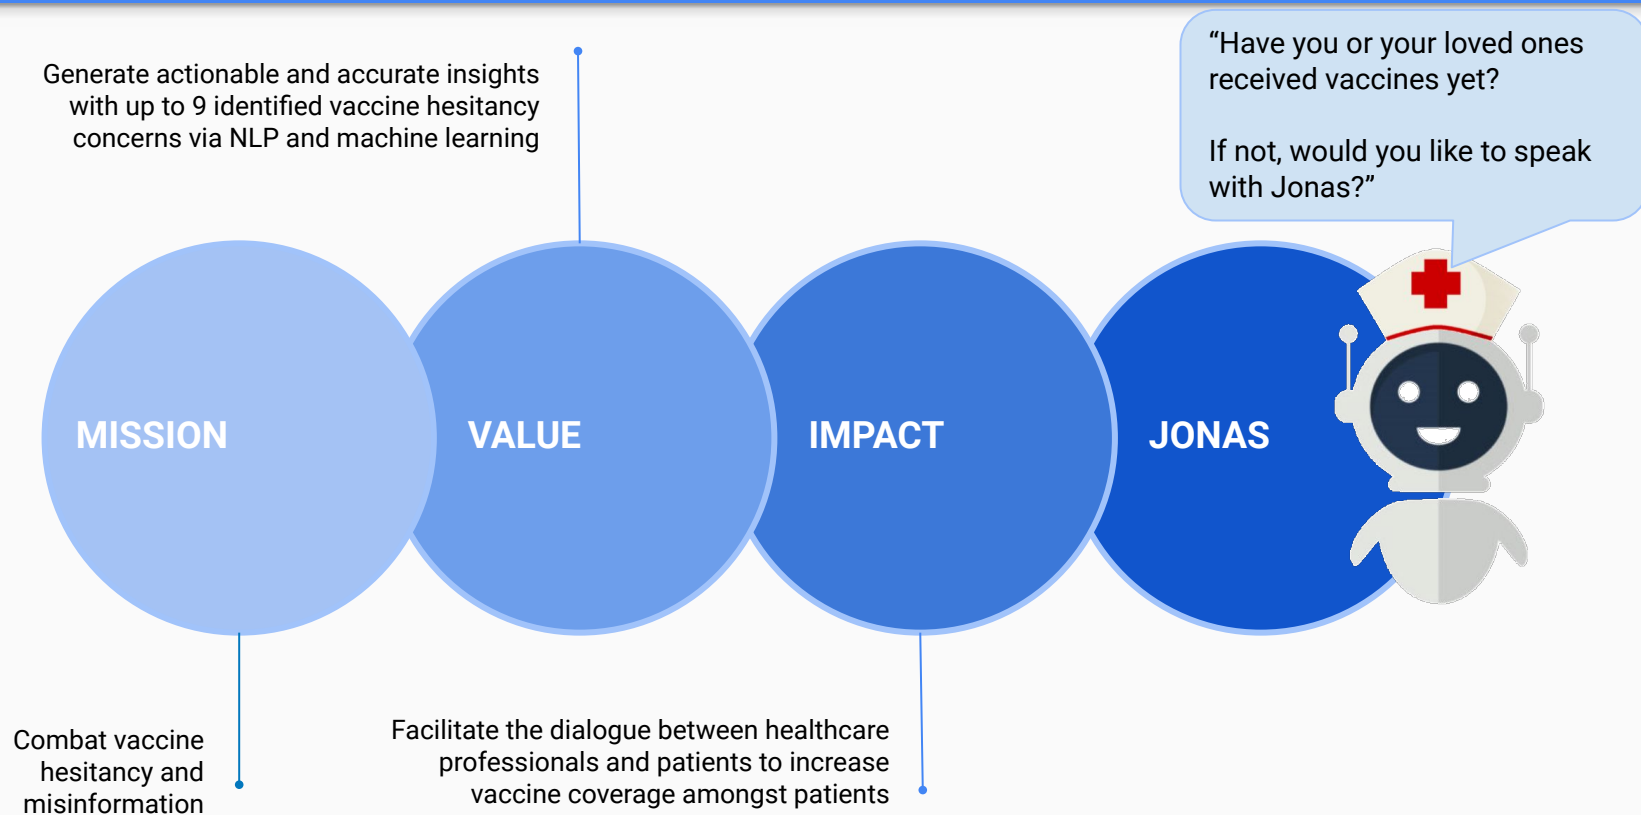 Generate actionable and accurate insights
with up to 9 identified vaccine hesitancy
concerns via NLP and machine learning
“Have you or your loved ones
received vaccines yet?
If not, would you like to speak
with Jonas?”
MISSION
VALUE
IMPACT
JONAS
Combat vaccine
hesitancy and
misinformation
Facilitate the dialogue between healthcare
professionals and patients to increase
vaccine coverage amongst patients